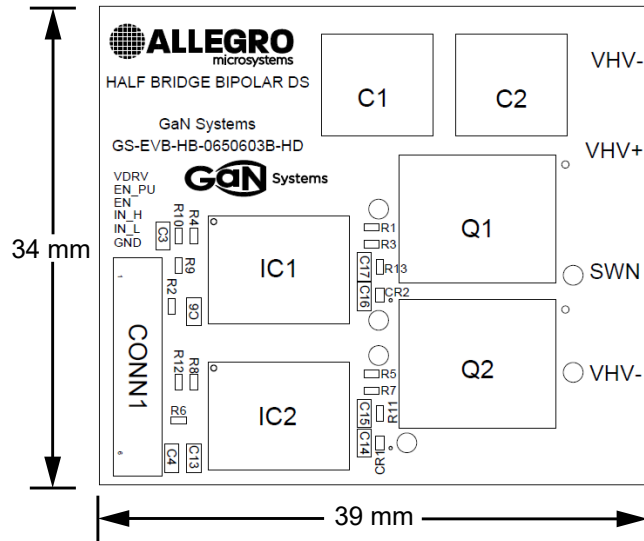 ALLEGRO
microsystems
HALF BRIDGE BIPOLAR DS
GaN Systems
GS-EVB-HB-0650603B-HD
GaN Systems
C1
C2
VHV-
VHV+
SWN
VHV-
VDRV
EN_PU
EN
IN_H
IN_L
GND
C3
R10
R4
R9
R2
C6
IC1
R1
R3
C17
R13
C16
CR2
Q1
34 mm
1
CONN1
6
R12
R8
R6
C4
C13
IC2
R5
R7
C15
R11
C14
CR1
Q2
39 mm